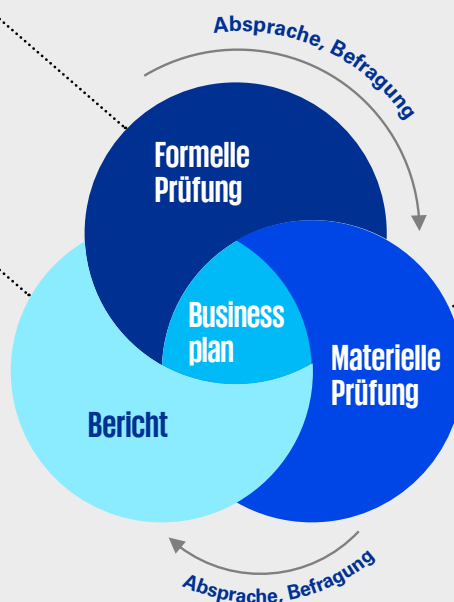 Absprache, Befragung
Formelle
Prüfung
Business
plan
Materielle
Prüfung
Bericht
Absprache, Befragung